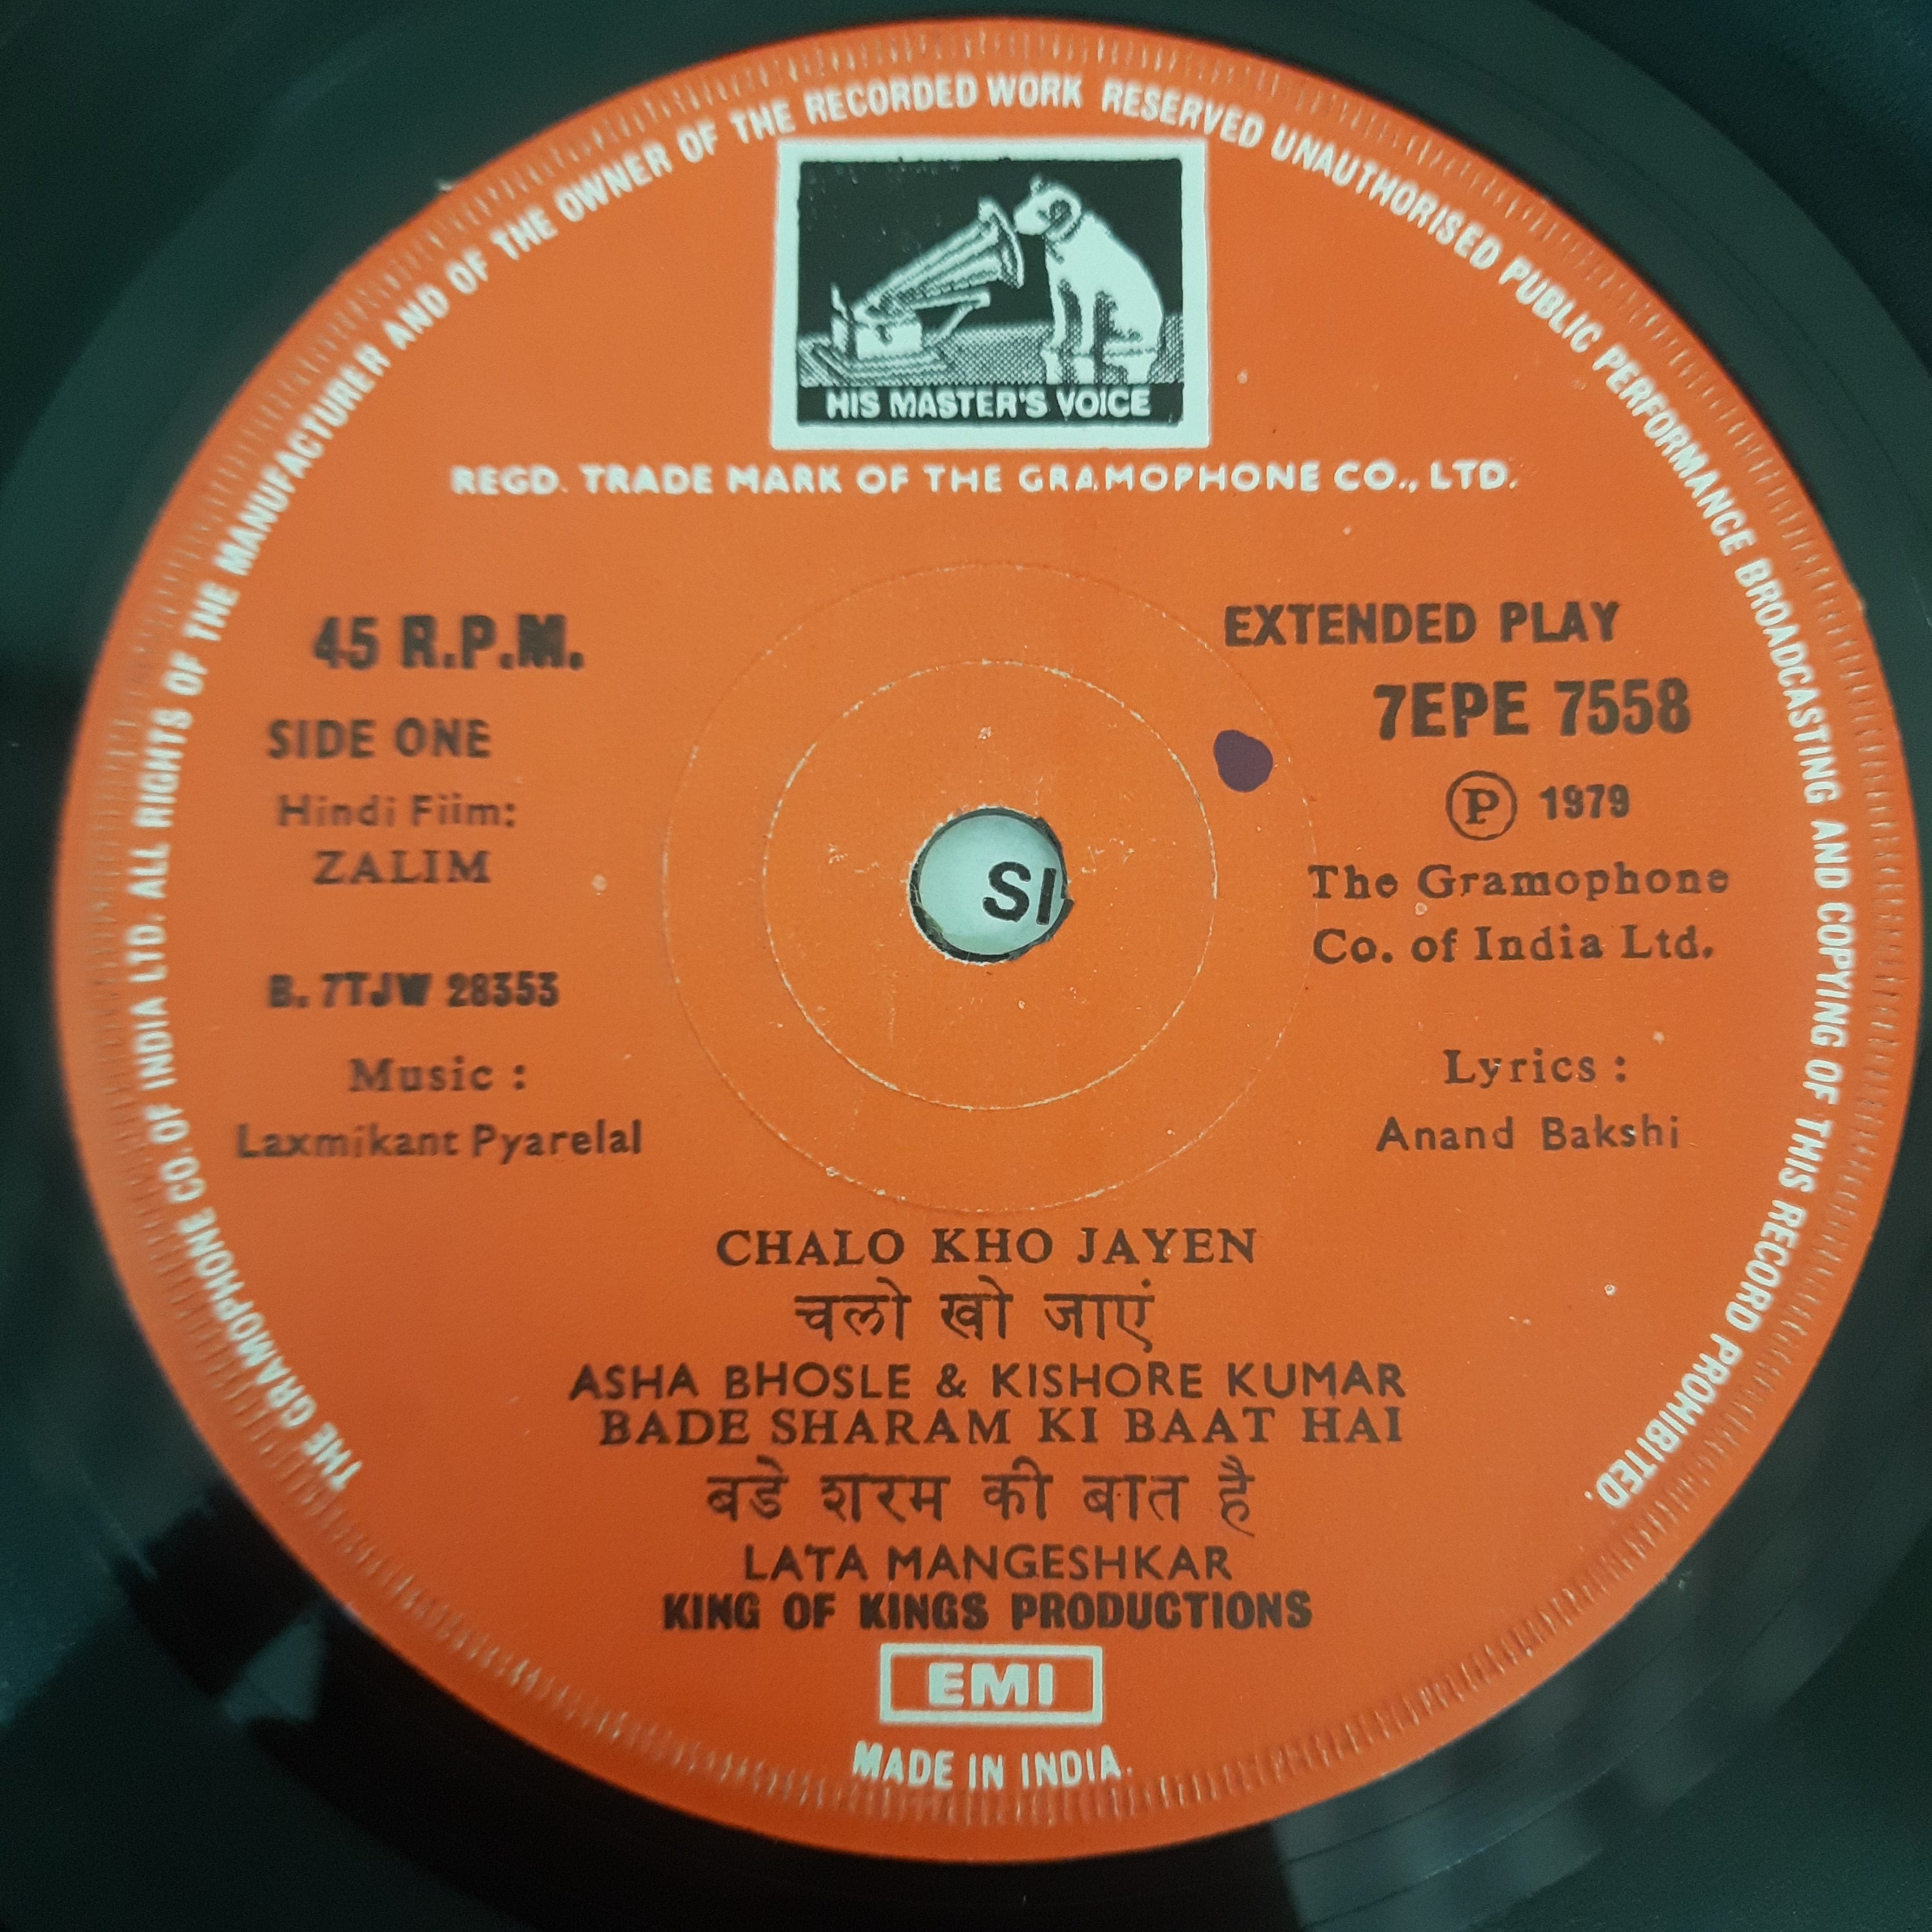 THE GRAMOPHONE CO. OF INDIA LTD. ALL RIGHTS OF THE MANUFACTURER AND OF THE OWNER OF THE RECORDED WORK RESERVED UNAUTHORISED PUBLIC PERFORMANCE BROADCASTING AND COPYING OF THIS RECORD PROHIBITED.
HIS MASTER'S VOICE
REGD. TRADE MARK OF THE GRAMOPHONE CO., LTD.
45 R.P.M.
SIDE ONE
Hindi Fiim:
ZALIM
B. 7TJW 28353
Music :
Laxmikant Pyarelal
EXTENDED PLAY
7EPE 7558
Ⓟ 1979
The Gramophone
Co. of India Ltd.
Lyrics :
Anand Bakshi
SI
CHALO KHO JAYEN
चलो खो जाएं
ASHA BHOSLE & KISHORE KUMAR
BADE SHARAM KI BAAT HAI
बडे शरम की बात है
LATA MANGESHKAR
KING OF KINGS PRODUCTIONS
EMI
MADE IN INDIA.